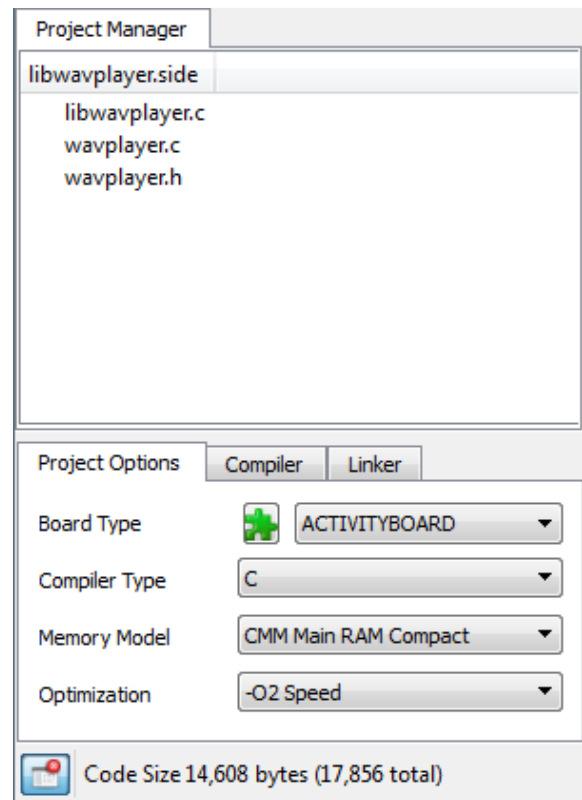 Project Manager
libwavplayer.side
libwavplayer.c
wavplayer.c
wavplayer.h
Project Options Compiler Linker
Board Type ACTIVITYBOARD
Compiler Type C
Memory Model CMM Main RAM Compact
Optimization -O2 Speed
Code Size 14,608 bytes (17,856 total)